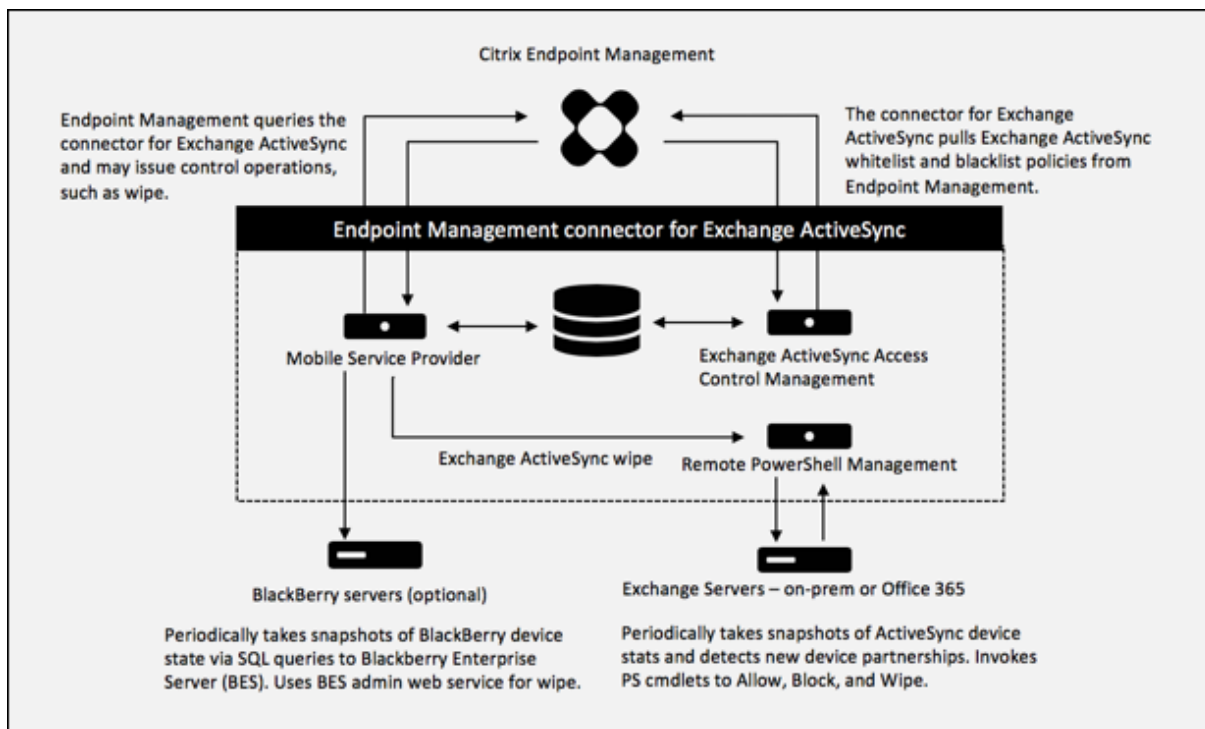 Citrix Endpoint Management
Endpoint Management queries the
connector for Exchange ActiveSync
and may issue control operations,
such as wipe.
The connector for Exchange
ActiveSync pulls Exchange ActiveSync
whitelist and blacklist policies from
Endpoint Management.
Endpoint Management connector for Exchange ActiveSync
Mobile Service Provider
Exchange ActiveSync Access
Control Management
Exchange ActiveSync wipe
Remote PowerShell Management
BlackBerry servers (optional)
Periodically takes snapshots of BlackBerry device
state via SQL queries to Blackberry Enterprise
Server (BES). Uses BES admin web service for wipe.
Exchange Servers – on-prem or Office 365
Periodically takes snapshots of ActiveSync device
stats and detects new device partnerships. Invokes
PS cmdlets to Allow, Block, and Wipe.